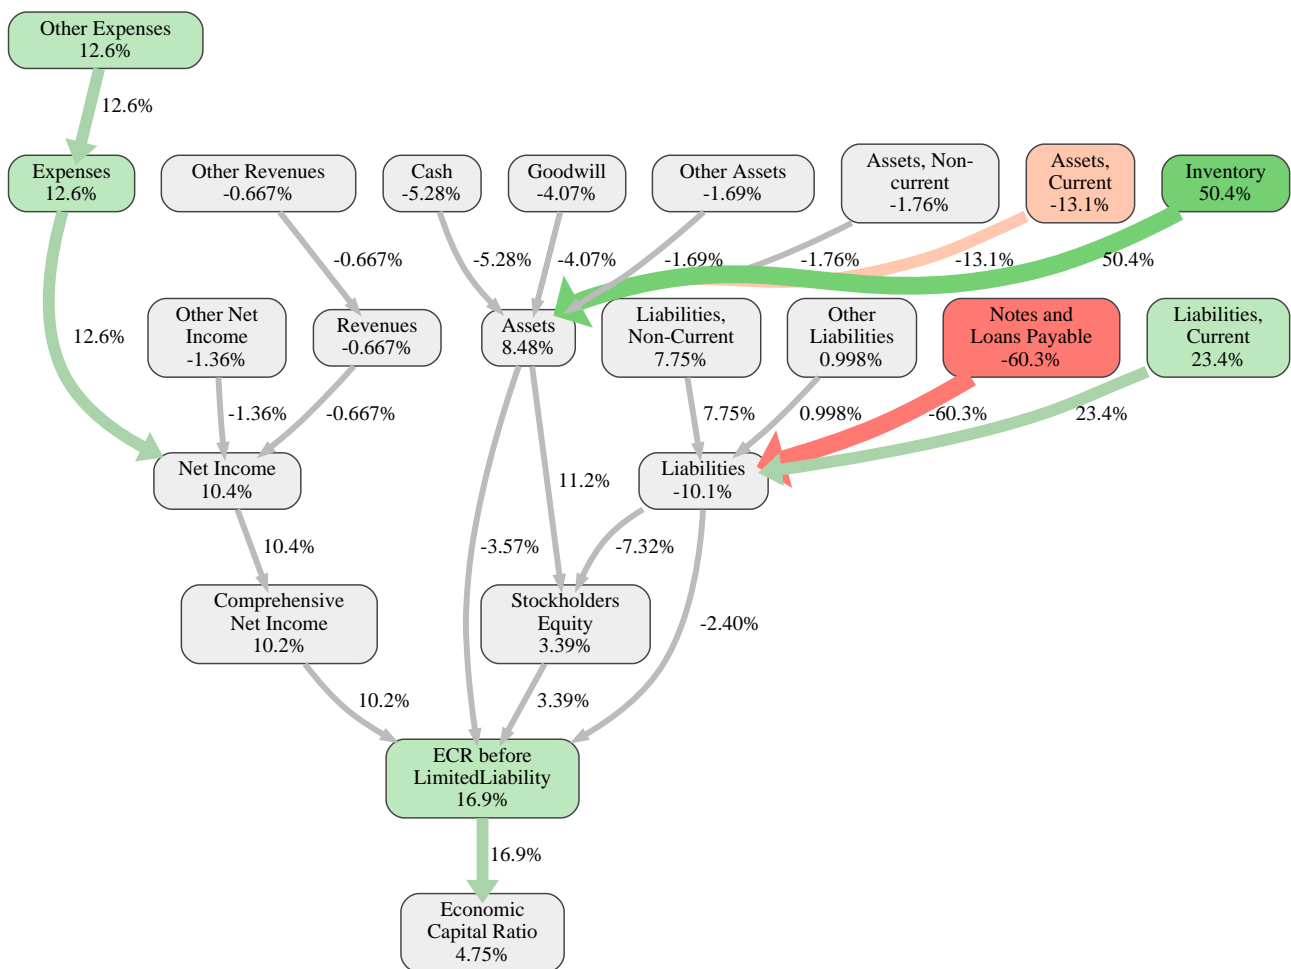 Other Expenses
12.6%
12.6%
Expenses
12.6%
Other Revenues
-0.667%
Cash
-5.28%
Goodwill
-4.07%
Other Assets
-1.69%
Assets, Non-
current
-1.76%
Assets,
Current
-13.1%
Inventory
50.4%
-0.667%
-5.28%
-4.07%
-1.69%
-1.76%
-13.1%
50.4%
12.6%
Other Net
Income
-1.36%
Revenues
-0.667%
Assets
8.48%
Liabilities,
Non-Current
7.75%
Other
Liabilities
0.998%
Notes and
Loans Payable
-60.3%
Liabilities,
Current
23.4%
-1.36%
-0.667%
7.75%
0.998%
-60.3%
23.4%
Net Income
10.4%
11.2%
Liabilities
-10.1%
10.4%
-3.57%
-7.32%
Comprehensive
Net Income
10.2%
Stockholders
Equity
3.39%
-2.40%
10.2%
3.39%
ECR before
LimitedLiability
16.9%
16.9%
Economic
Capital Ratio
4.75%